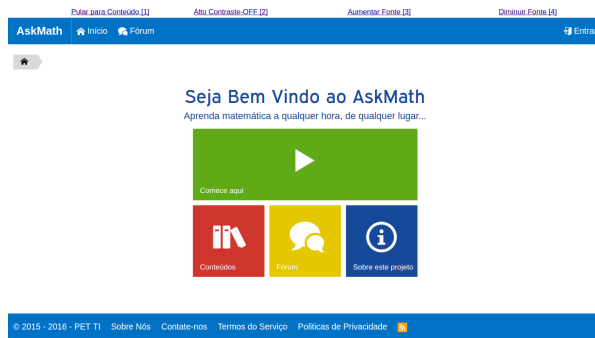 Pular para Conteúdo [1] Alto Contraste-OFF [2] Aumentar Fonte [3] Diminuir Fonte [4]
AskMath Início Fórum Entrar
Seja Bem Vindo ao AskMath
Aprenda matemática a qualquer hora, de qualquer lugar...
Comece aqui
Conteúdos Fórum Sobre este projeto
© 2015 - 2016 - PET TI Sobre Nós Contate-nos Termos do Serviço Politicas de Privacidade